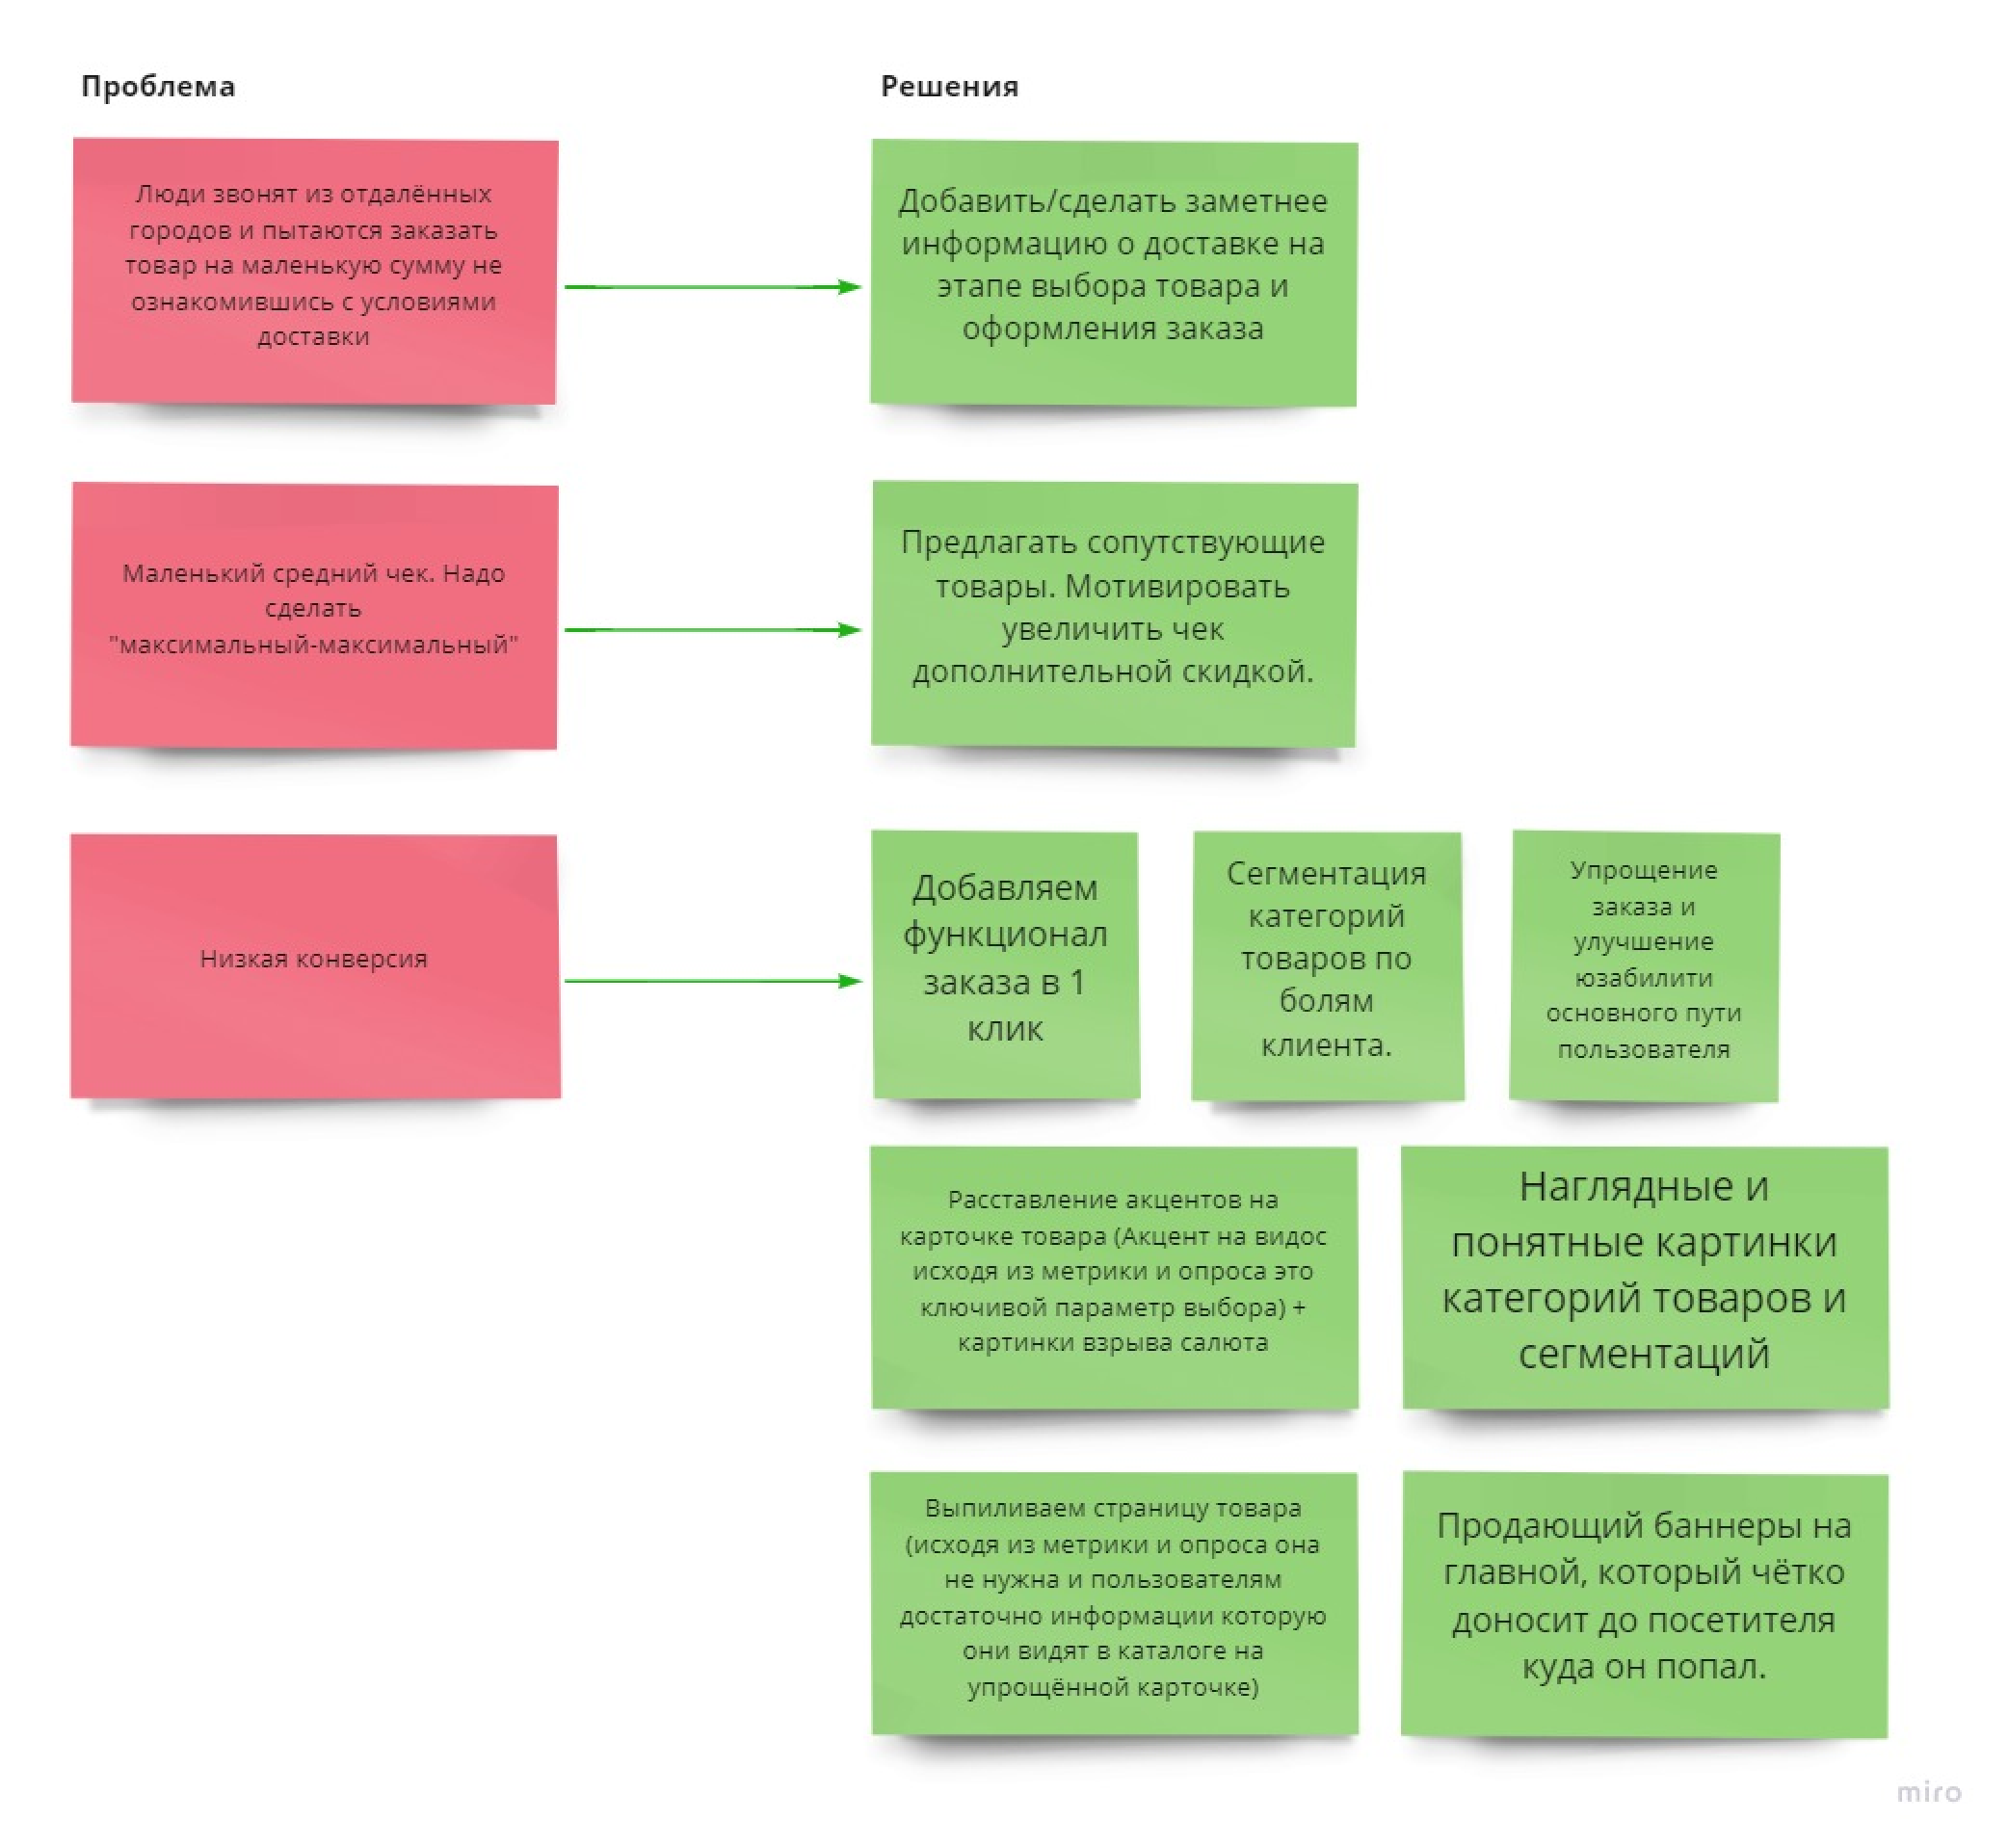 Проблема
Решения
Люди звонят из отдалённых
городов и пытаются заказать
товар на маленькую сумму не
ознакомившись с условиями
доставки
Добавить/сделать заметнее
информацию о доставке на
этапе выбора товара и
оформления заказа
Маленький средний чек. Надо
сделать
"максимальный-максимальный"
Предлагать сопутствующие
товары. Мотивировать
увеличить чек
дополнительной скидкой.
Низкая конверсия
Добавляем
функционал
заказа в 1
клик
Сегментация
категорий
товаров по
болям
клиента.
Упрощение
заказа и
улучшение
юзабилити
основного пути
пользователя
Расставление акцентов на
карточке товара (Акцент на видос
исходя из метрики и опроса это
ключивой параметр выбора) +
картинки взрыва салюта
Наглядные и
понятные картинки
категорий товаров и
сегментаций
Выпиливаем страницу товара
(исходя из метрики и опроса она
не нужна и пользователям
достаточно информации которую
они видят в каталоге на
упрощённой карточке)
Продающий баннеры на
главной, который чётко
доносит до посетителя
куда он попал.
miro